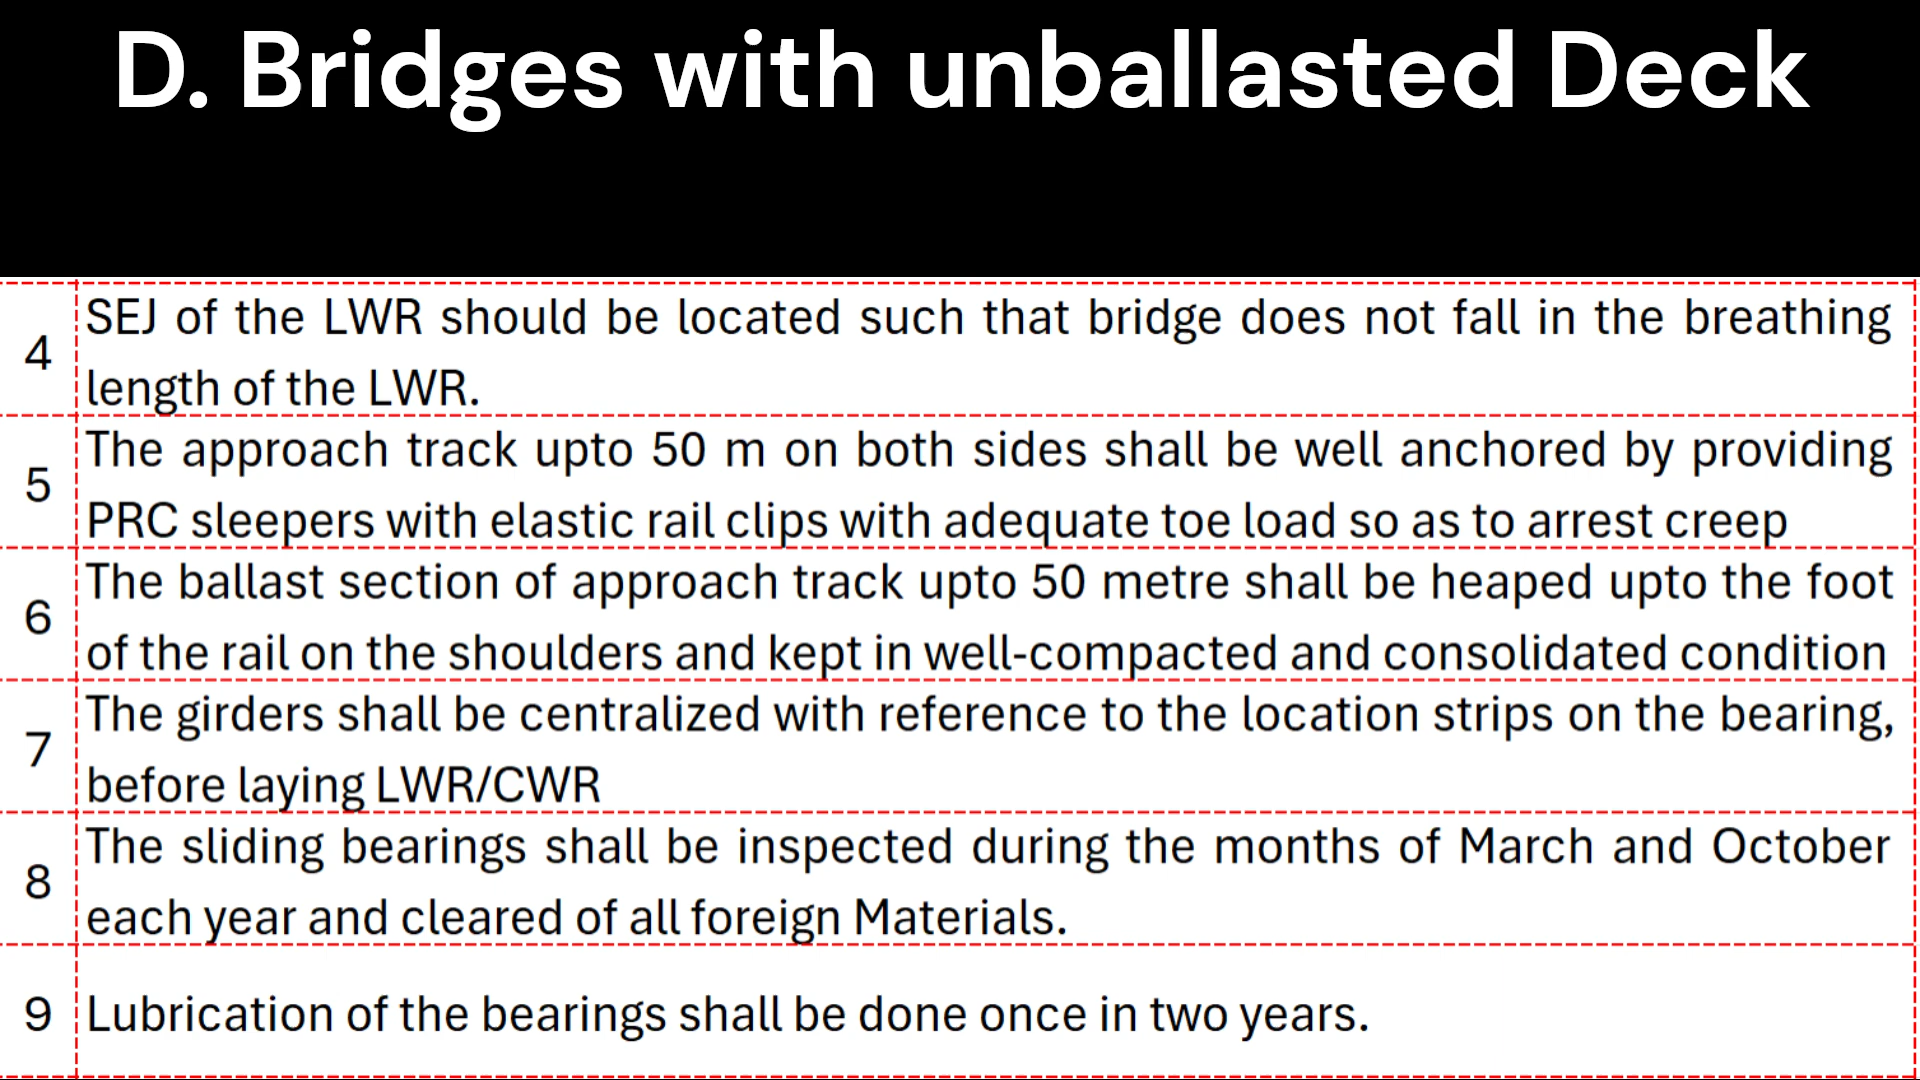 D. Bridges with unballasted Deck
4
SEJ of the LWR should be located such that bridge does not fall in the breathing
length of the LWR.
5
The approach track upto 50 m on both sides shall be well anchored by providing
PRC sleepers with elastic rail clips with adequate toe load so as to arrest creep
6
The ballast section of approach track upto 50 metre shall be heaped upto the foot
of the rail on the shoulders and kept in well-compacted and consolidated condition
7
The girders shall be centralized with reference to the location strips on the bearing,
before laying LWR/CWR
8
The sliding bearings shall be inspected during the months of March and October
each year and cleared of all foreign Materials.
9
Lubrication of the bearings shall be done once in two years.